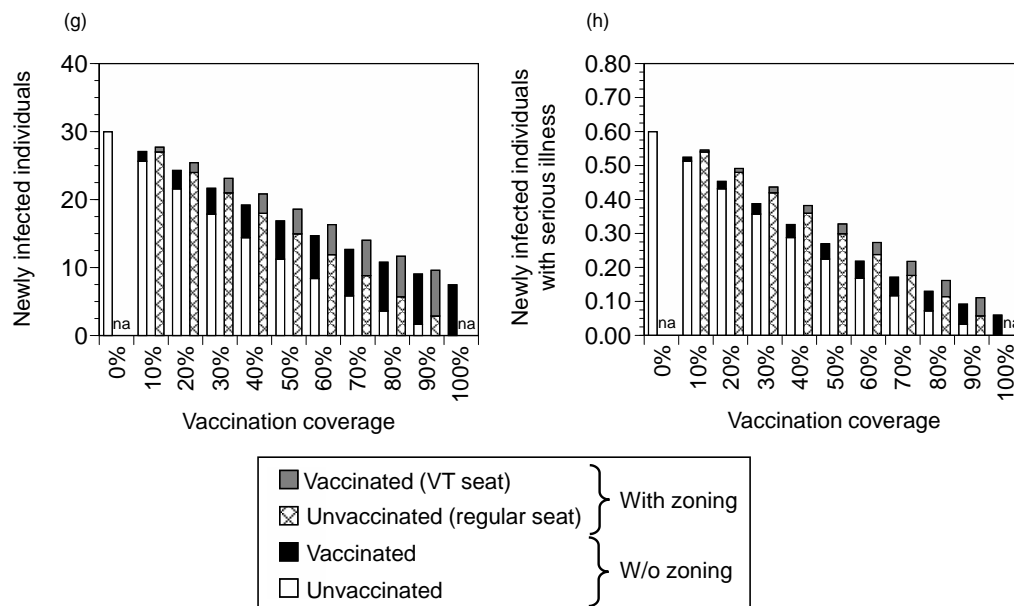 (g)
Newly infected individuals
40
30
20
10
0
na
na
0%
10%
20%
30%
40%
50%
60%
70%
80%
90%
100%
Vaccination coverage
(h)
Newly infected individuals
with serious illness
0.80
0.70
0.60
0.50
0.40
0.30
0.20
0.10
0.00
na
na
0%
10%
20%
30%
40%
50%
60%
70%
80%
90%
100%
Vaccination coverage
Vaccinated (VT seat)
Unvaccinated (regular seat)
With zoning
Vaccinated
Unvaccinated
W/o zoning